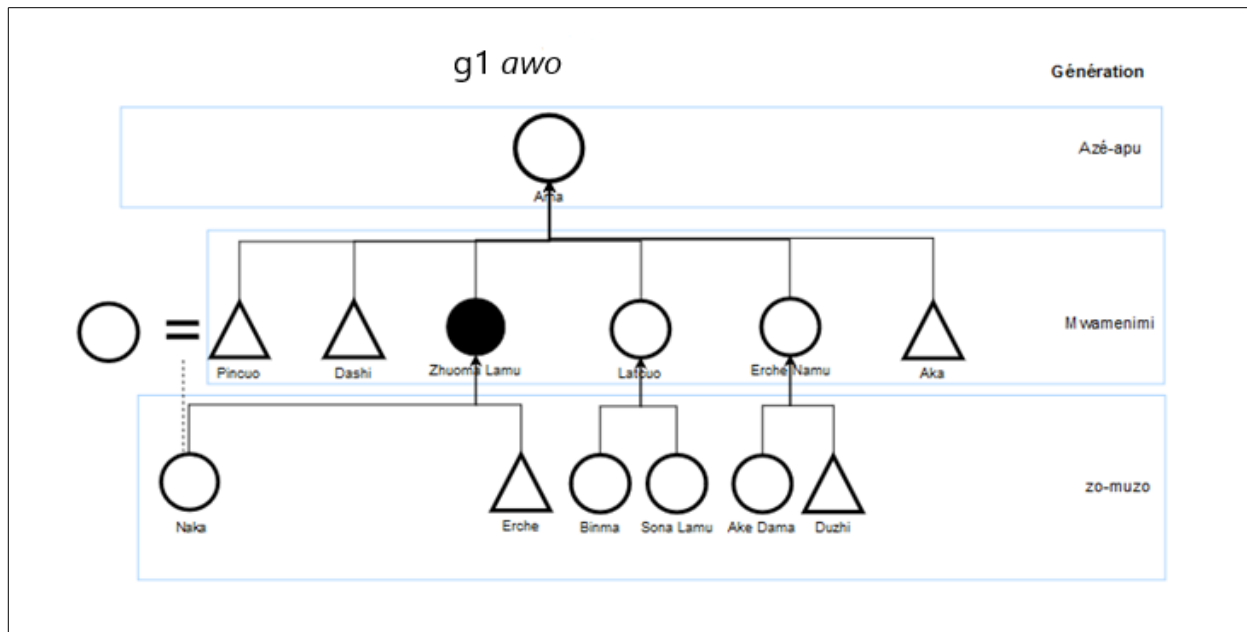 g1 awo
Génération
Azé-apu
Ama
Mwamenimi
Pincuo
Dashi
Zhuoma Lamu
Latcuo
Erche Namu
Aka
zo-muzo
Naka
Erche
Binma
Sona Lamu
Ake Dama
Duzhi